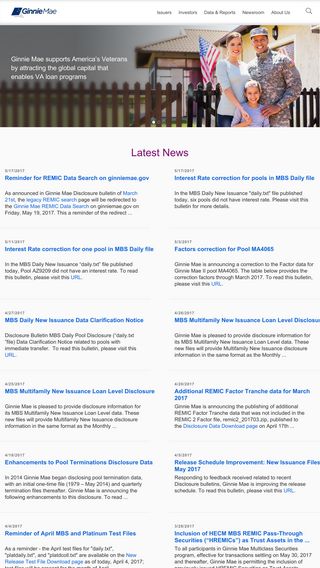 GinnieMae
Issuers Investors Data & Reports Newsroom About Us
Ginnie Mae supports America's Veterans
by attracting the global capital that
enables VA loan programs
Latest News
5/17/2017
Reminder for REMIC Data Search on ginniemae.gov
As announced in Ginnie Mae Disclosure bulletin of March
21st, the legacy REMIC search page will be redirected to
the Ginnie Mae REMIC Data Search on ginniemae.gov on
Friday, May 19, 2017. This a reminder of the redirect ...
5/17/2017
Interest Rate correction for pools in MBS Daily file
In the MBS Daily New Issuance "daily.txt" file published
today, six pools did not have interest rate. Please visit this
bulletin for more details.
5/11/2017
Interest Rate correction for one pool in MBS Daily file
In the MBS Daily New Issuance "daily.txt" file published
today, Pool AZ9209 did not have an interest rate. To read
this bulletin, please visit this URL.
5/3/2017
Factors correction for Pool MA4065
Ginnie Mae is announcing a correction to the Factor data for
Ginnie Mae II pool MA4065. The table below provides the
correction factors through March 2017. To read this bulletin,
please visit this URL.
4/27/2017
MBS Daily New Issuance Data Clarification Notice
Disclosure Bulletin MBS Daily Pool Disclosure ("daily.txt
"file) Data Clarification Notice related to pools with
immediate transfer. To read this bulletin, please visit this
URL.
4/26/2017
MBS Multifamily New Issuance Loan Level Disclosure
Ginnie Mae is pleased to provide disclosure information for
its MBS Multifamily New Issuance Loan Level data. These
new files will provide Multifamily New Issuance disclosure
information in the same format as the Monthly ...
4/25/2017
MBS Multifamily New Issuance Loan Level Disclosure
Ginnie Mae is pleased to provide disclosure information for
its MBS Multifamily New Issuance Loan Level data. These
new files will provide Multifamily New Issuance disclosure
information in the same format as the Monthly ...
4/20/2017
Additional REMIC Factor Tranche data for March
2017
Ginnie Mae is announcing the publishing of additional
REMIC Factor Tranche data that was not included in the
REMIC 2 Factor file, remic2_201703.zip, published to
the Disclosure Data Download page on April 17th...
4/18/2017
Enhancements to Pool Terminations Disclosure Data
In 2014 Ginnie Mae began disclosing pool termination data,
with an initial one-time file (1979 – May 2014) and quarterly
termination files thereafter. Ginnie Mae is announcing the
following enhancements to this disclosure. To read this ...
4/5/2017
Release Schedule Improvement: New Issuance Files
May 2017
Responding to feedback received related to recent
Disclosure bulletins, Ginnie Mae is improving the release
schedule. To read this bulletin, please visit this URL.
4/4/2017
Reminder of April MBS and Platinum Test Files
As a reminder - the April test files for "daily.txt",
"platdaily.txt", and "platdout.txt" are available on the New
Release Test File Download page as of today, April 4, 2017;
3/28/2017
Inclusion of HECM MBS REMIC Pass-Through
Securities ("HREMICs") as Trust Assets in the ...
To all participants in Ginnie Mae Multiclass Securities
program, effective for transactions settling on May 30, 2017
and thereafter, Ginnie Mae is permitting the inclusion of